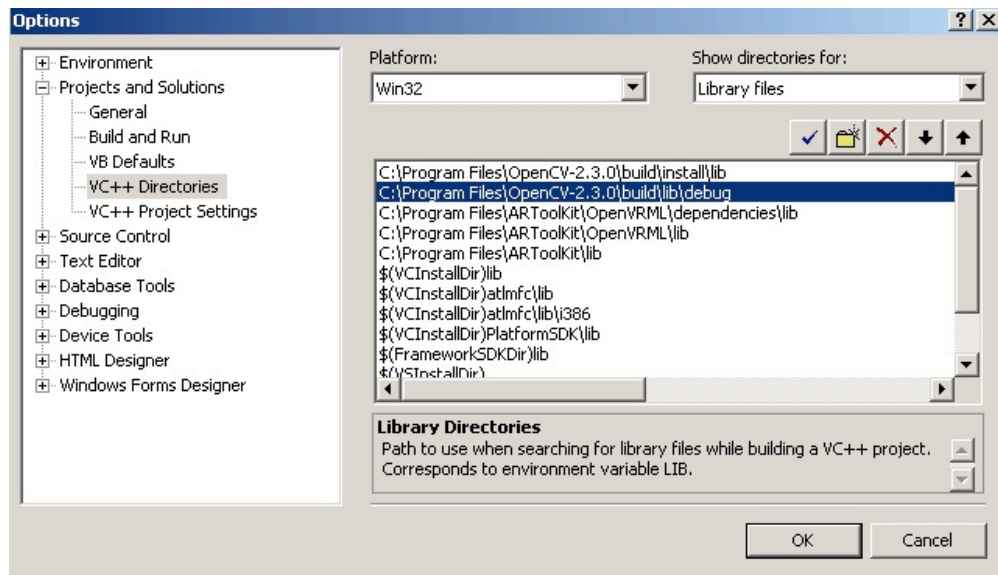 Options
Environment
Projects and Solutions
General
Build and Run
VB Defaults
VC++ Directories
VC++ Project Settings
Source Control
Text Editor
Database Tools
Debugging
Device Tools
HTML Designer
Windows Forms Designer
Platform:
Win32
Show directories for:
Library files
C:\Program Files\OpenCV-2.3.0\build\install\lib
C:\Program Files\OpenCV-2.3.0\build\lib\debug
C:\Program Files\ARToolKit\OpenVRML\dependencies\lib
C:\Program Files\ARToolKit\OpenVRML\lib
C:\Program Files\ARToolKit\lib
$(VCInstallDir)lib
$(VCInstallDir)atlmfc\lib
$(VCInstallDir)atlmfc\lib\i386
$(VCInstallDir)PlatformSDK\lib
$(FrameworkSDKDir)lib
$(VSInstallDir)
Library Directories
Path to use when searching for library files while building a VC++ project.
Corresponds to environment variable LIB.
OK
Cancel